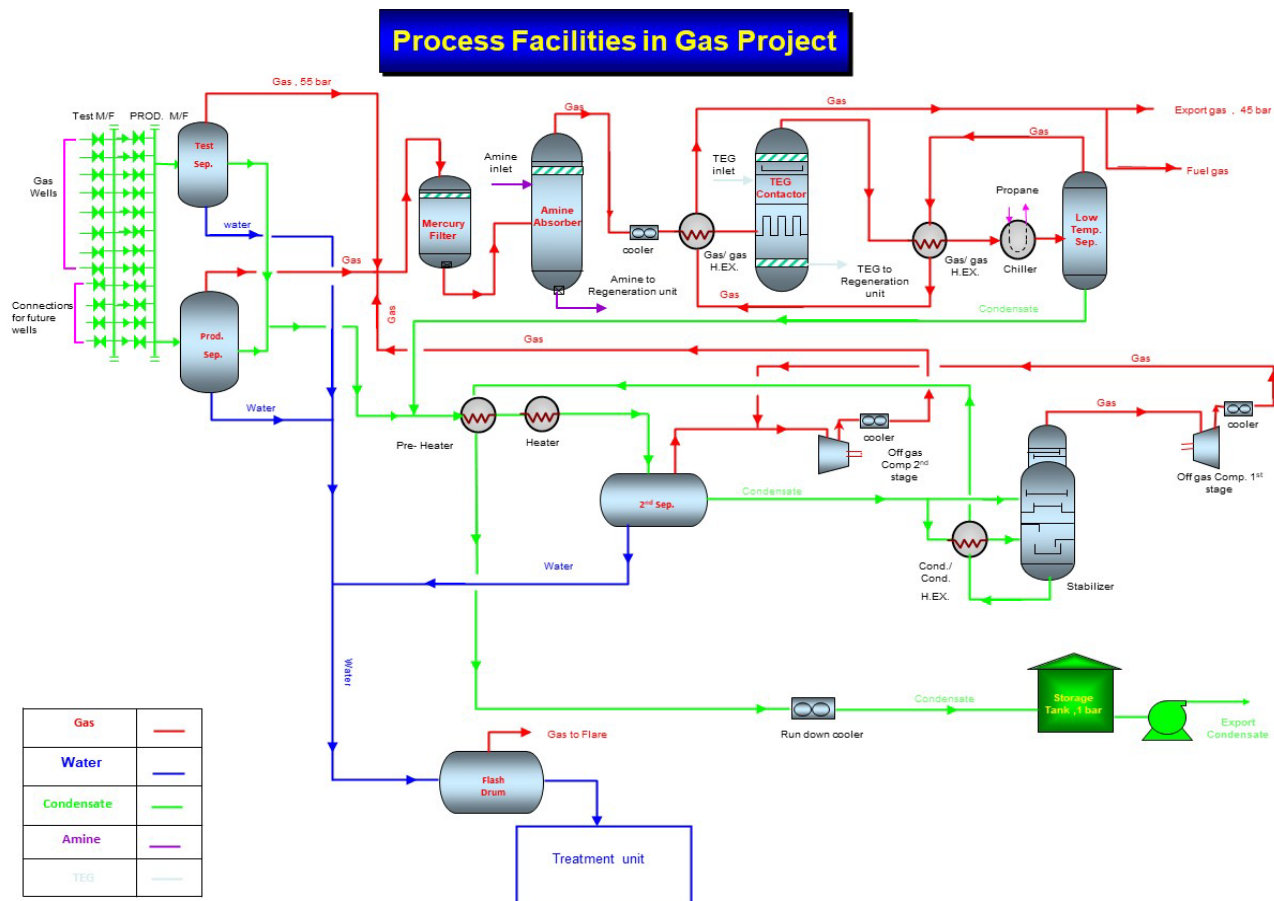 Process Facilities in Gas Project
Gas , 55 bar
Test M/F
PROD. M/F
Gas
Wells
Connections
for future
wells
Test
Sep.
water
Gas
Prod.
Sep.
Water
Gas
Mercury
Filter
Amine
inlet
Gas
Amine
Absorber
Amine to
Regeneration unit
cooler
Gas/ gas
H.EX.
Gas
TEG
inlet
TEG
Contactor
TEG to
Regeneration
unit
Gas
Gas
Gas/ gas
H.EX.
Propane
Chiller
Gas
Low
Temp.
Sep.
Export gas , 45 bar
Fuel gas
Condensate
Gas
Pre- Heater
Heater
2nd Sep.
cooler
Off gas
Comp 2nd
stage
Gas
Gas
cooler
Off gas Comp. 1st
stage
Condensate
Cond./
Cond.
H.EX.
Stabilizer
Water
Water
Run down cooler
Condensate
Storage
Tank ,1 bar
Export
Condensate
Gas to Flare
Flash
Drum
Treatment unit
Gas
Water
Condensate
Amine
TEG